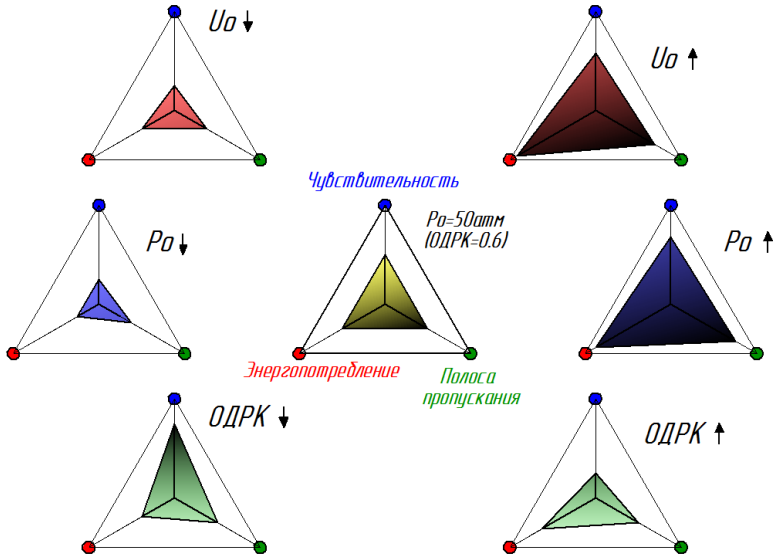 Uo ↓
Uo ↑
Чувствительность
Po=50атм
(ОДРК=0.6)
Po ↓
Po ↑
Энергопотребление
Полоса
пропускания
ОДРК ↓
ОДРК ↑